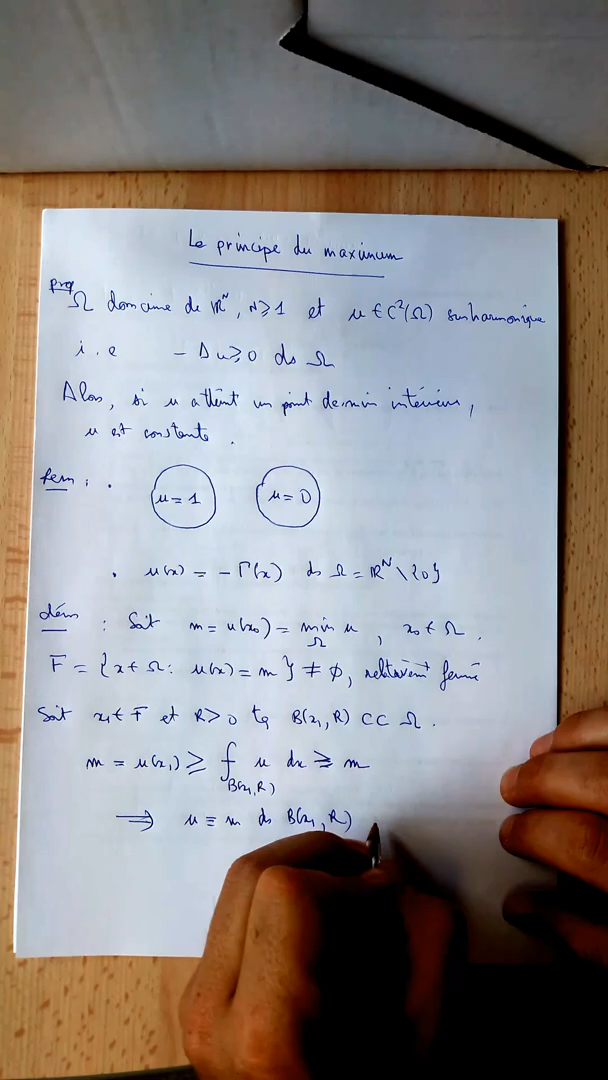 Le principe du maximum
prop Ω domaine de ℝᴺ, N ≥ 1 et u ∈ C²(Ω) surharmonique
i.e - Δu ≥ 0 ds Ω
Alors, si u atteint un point de min intérieur,
u est constante.
Rem : . u = 1 u = 0
. u(x) = - Γ(x) ds Ω = ℝᴺ \ {0}
dém : Soit m = u(x₀) = min_Ω u , x₀ ∈ Ω.
F = {x ∈ Ω : u(x) = m} ≠ ∅, relativement fermé
Soit x₁ ∈ F et R > 0 tq B(x₁, R) ⊂⊂ Ω.
m = u(x₁) ≥ ⨍_B(x₁,R) u dx ≥ m
⟹ u ≡ m ds B(x₁, R)